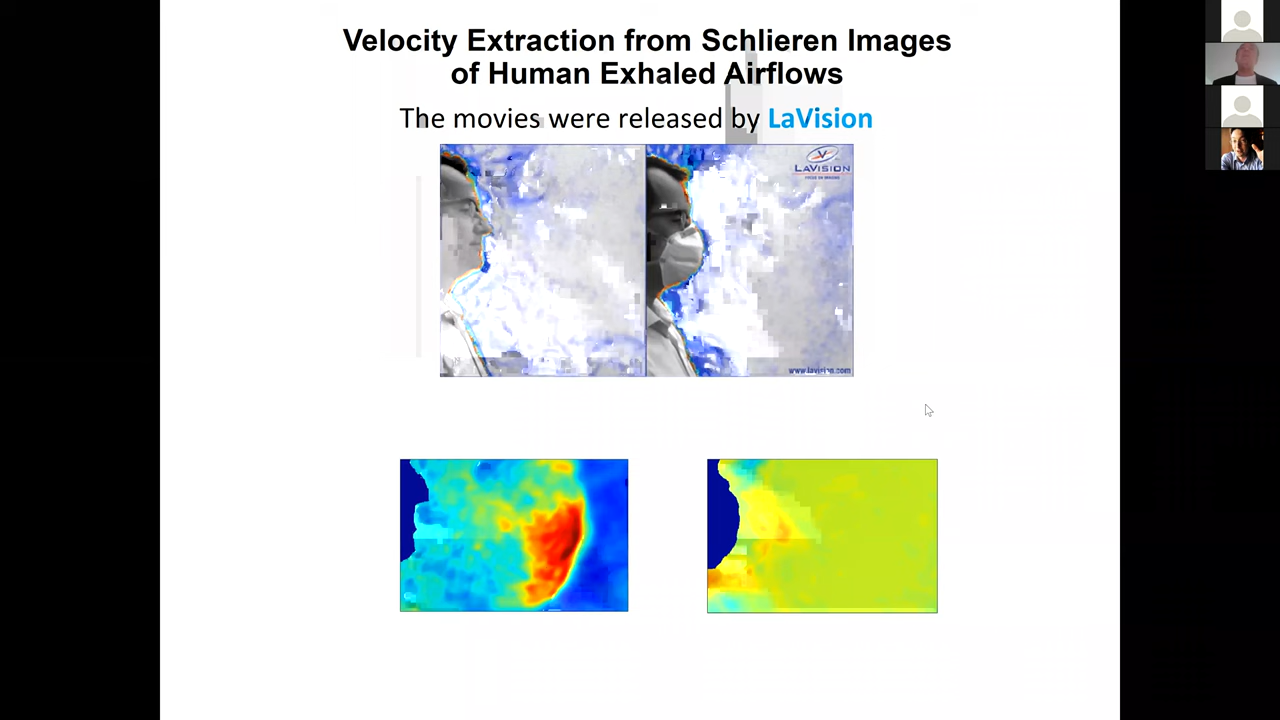 Velocity Extraction from Schlieren Images
of Human Exhaled Airflows
The movies were released by LaVision
LAVISION
www.lavision.com